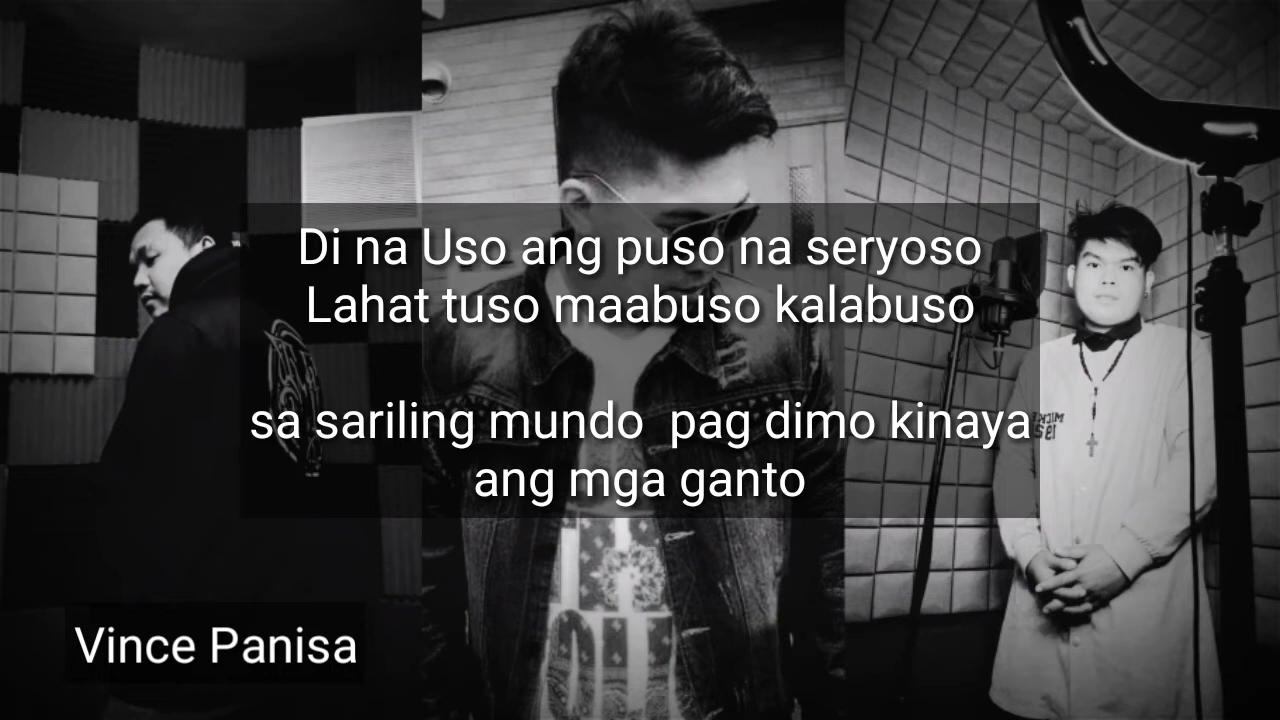 Di na Uso ang puso na seryoso
Lahat tuso maabuso kalabuso
sa sariling mundo  pag dimo kinaya
ang mga ganto
Vince Panisa